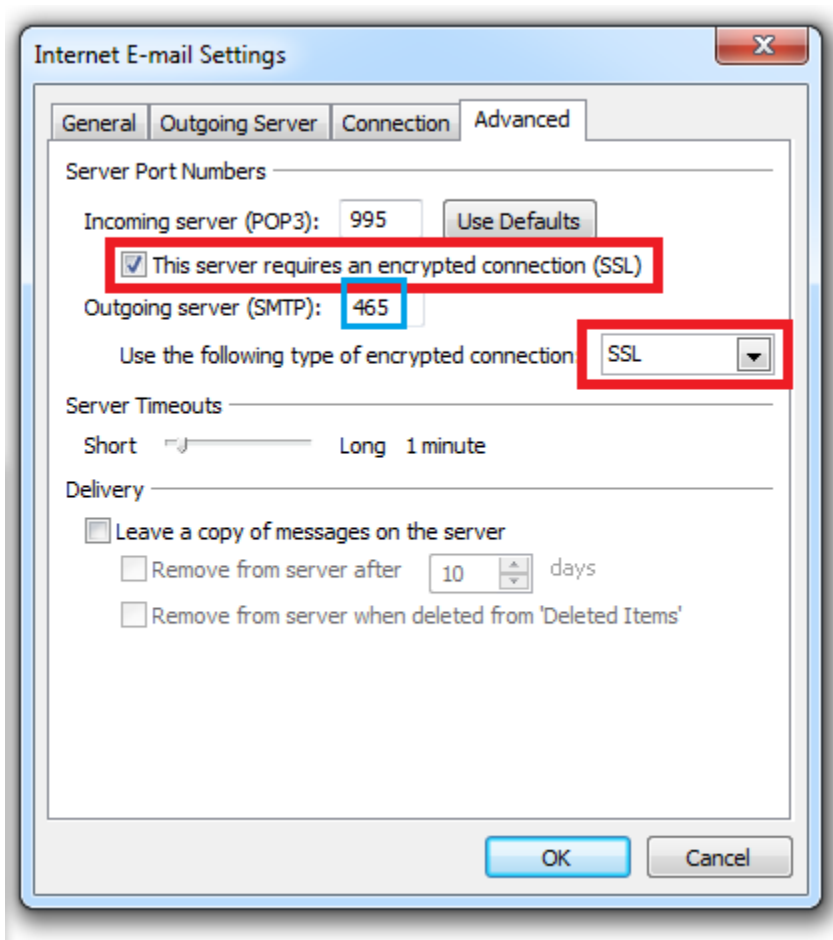 Internet E-mail Settings
X
General Outgoing Server Connection Advanced
Server Port Numbers
Incoming server (POP3): 995 Use Defaults
This server requires an encrypted connection (SSL)
Outgoing server (SMTP): 465
Use the following type of encrypted connection: SSL
Server Timeouts
Short Long 1 minute
Delivery
Leave a copy of messages on the server
Remove from server after 10 days
Remove from server when deleted from 'Deleted Items'
OK Cancel